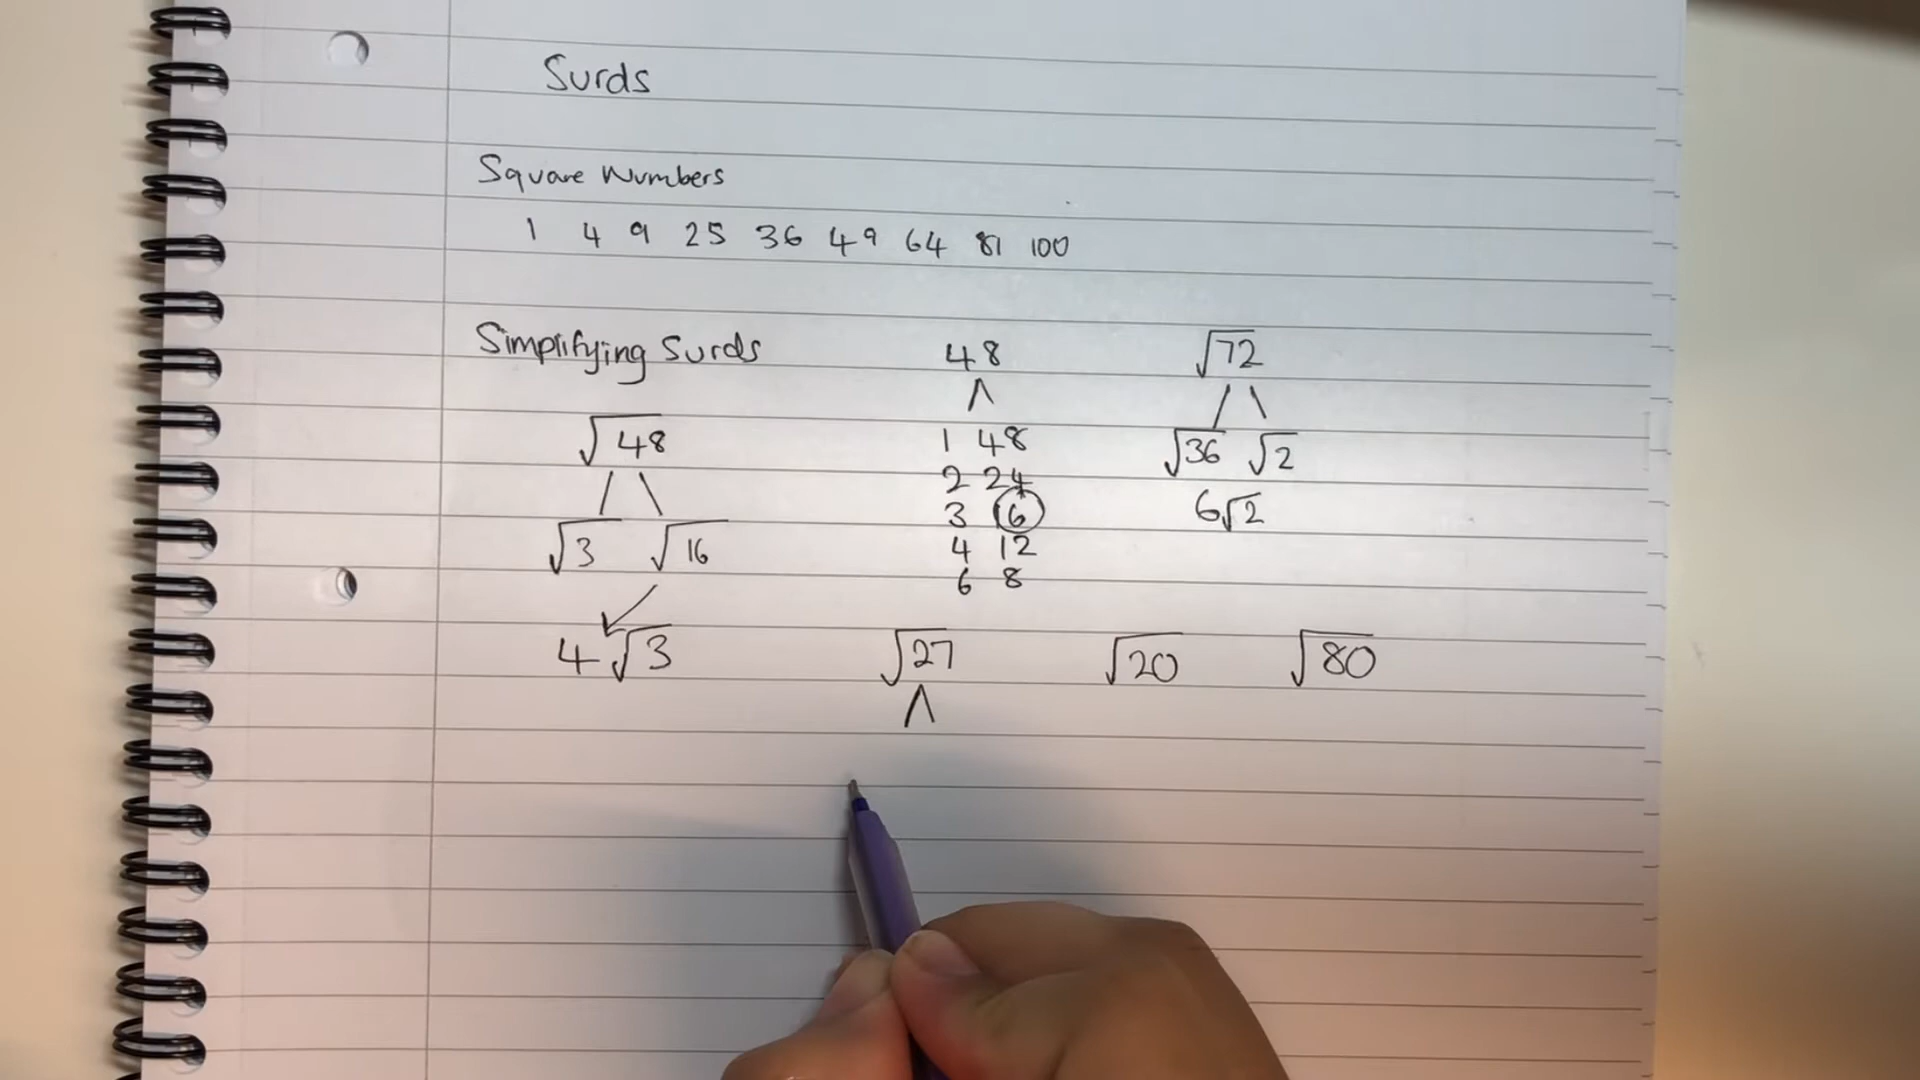 Surds
Square Numbers
1 4 9 25 36 49 64 81 100
Simplifying Surds
√48
√3 √16
4√3
48
1 48
2 24
3 16
4 12
6 8
√72
√36 √2
6√2
√27 √20 √80